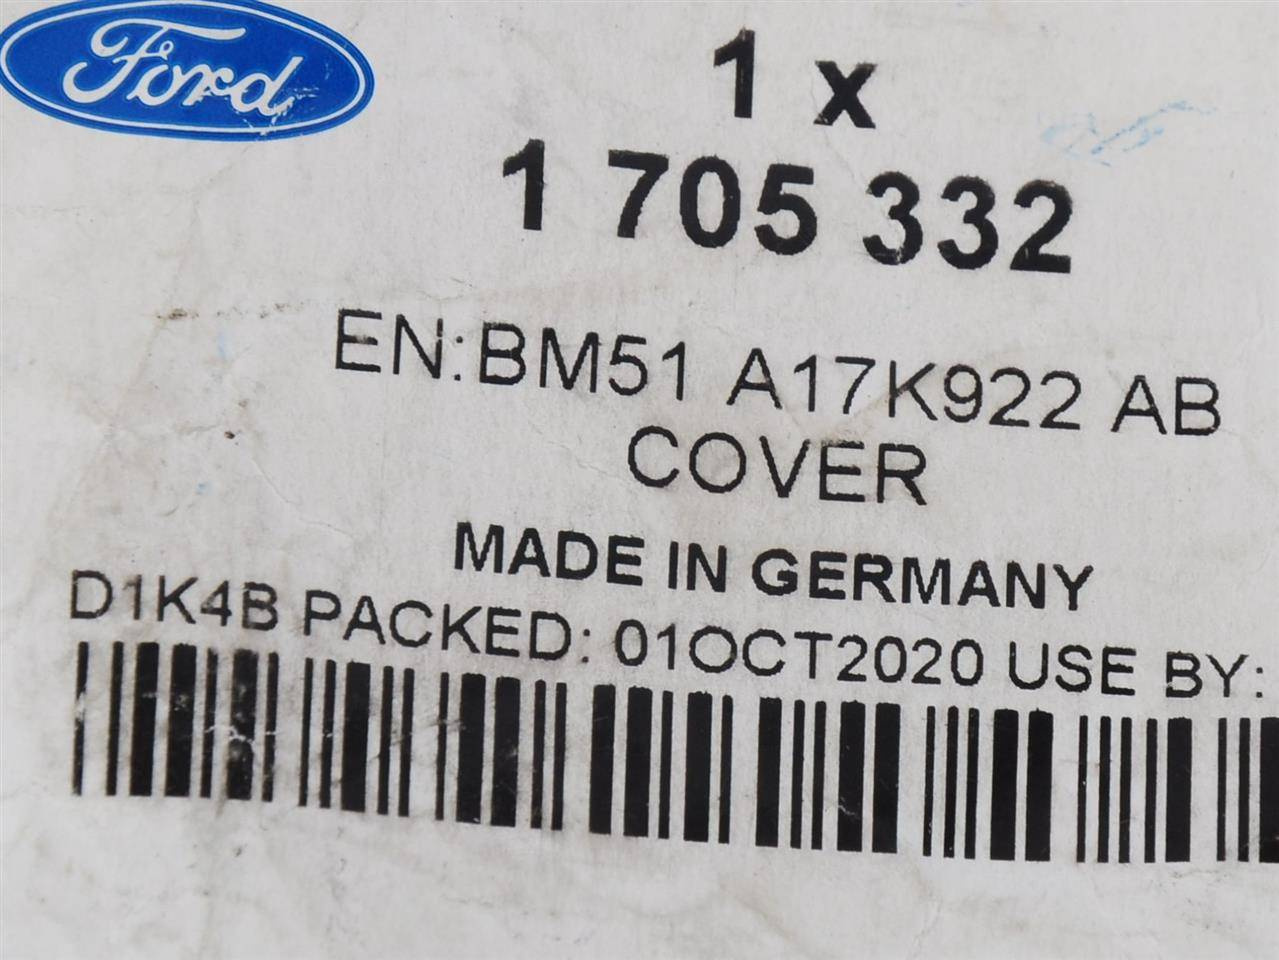 Ford
1 x
1 705 332
EN:BM51 A17K922 AB
COVER
MADE IN GERMANY
D1K4B PACKED: 01OCT2020 USE BY: